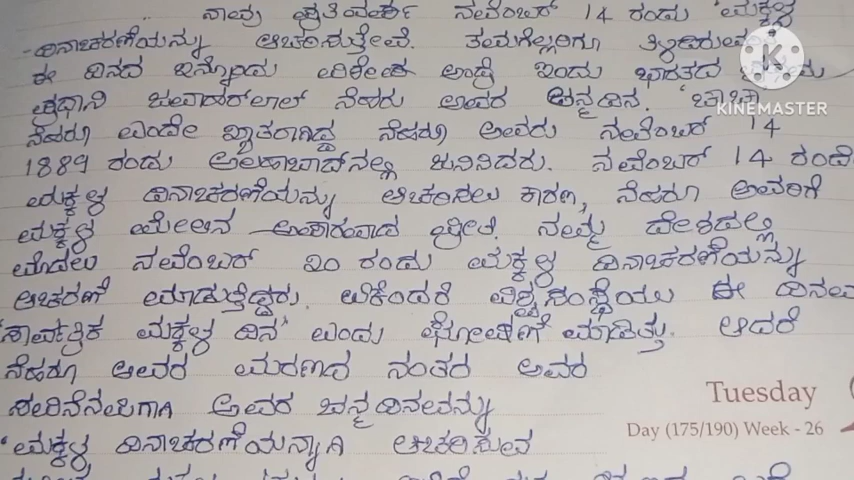 ನಾವು ಪ್ರತಿವರ್ಷ ನವೆಂಬರ್ 14 ರಂದು 'ಮಕ್ಕಳ
ದಿನಾಚರಣೆಯನ್ನು ಆಚರಿಸುತ್ತೇವೆ. ತಮಗೆಲ್ಲರಿಗೂ
ಈ ದಿನದ ಇನ್ನೊಂದು ವಿಶೇಷ ಅಂದ್ರೆ ಇಂದು ಭಾರತದ
ಪ್ರಧಾನಿ ಜವಾಹರ್‌ಲಾಲ್ ನೆಹರು ಅವರ ಜನ್ಮದಿನ. 'ಚಾಚಾ
ನೆಹರೂ ಎಂದೇ ಖ್ಯಾತರಾಗಿದ್ದ ನೆಹರೂ ಅವರು ನವೆಂಬರ್ 14
1889 ರಂದು ಅಲಹಾಬಾದ್‌ನಲ್ಲಿ ಜನಿಸಿದರು. ನವೆಂಬರ್ 14 ರಂದೇ
ಮಕ್ಕಳ ದಿನಾಚರಣೆಯನ್ನು ಆಚರಿಸಲು ಕಾರಣ, ನೆಹರೂ ಅವರಿಗೆ
ಮಕ್ಕಳ ಮೇಲಿನ ಅಪಾರವಾದ ಪ್ರೀತಿ. ನಮ್ಮ ದೇಶದಲ್ಲಿ
ಮೊದಲು ನವೆಂಬರ್ 20 ರಂದು ಮಕ್ಕಳ ದಿನಾಚರಣೆಯನ್ನು
ಆಚರಣೆ ಮಾಡುತ್ತಿದ್ದರು. ಏಕೆಂದರೆ ವಿಶ್ವಸಂಸ್ಥೆಯು ಈ ದಿನವ
'ಸಾರ್ವತ್ರಿಕ ಮಕ್ಕಳ ದಿನ' ಎಂದು ಘೋಷಣೆ ಮಾಡಿತ್ತು. ಆದರೆ
ನೆಹರೂ ಅವರ ಮರಣದ ನಂತರ ಅವರ
ಸವಿನೆನಪಿಗಾಗಿ ಅವರ ಜನ್ಮದಿನವನ್ನು
'ಮಕ್ಕಳ ದಿನಾಚರಣೆಯನ್ನಾಗಿ ಆಚರಿಸುವ
KINEMASTER
Tuesday
Day (175/190) Week - 26